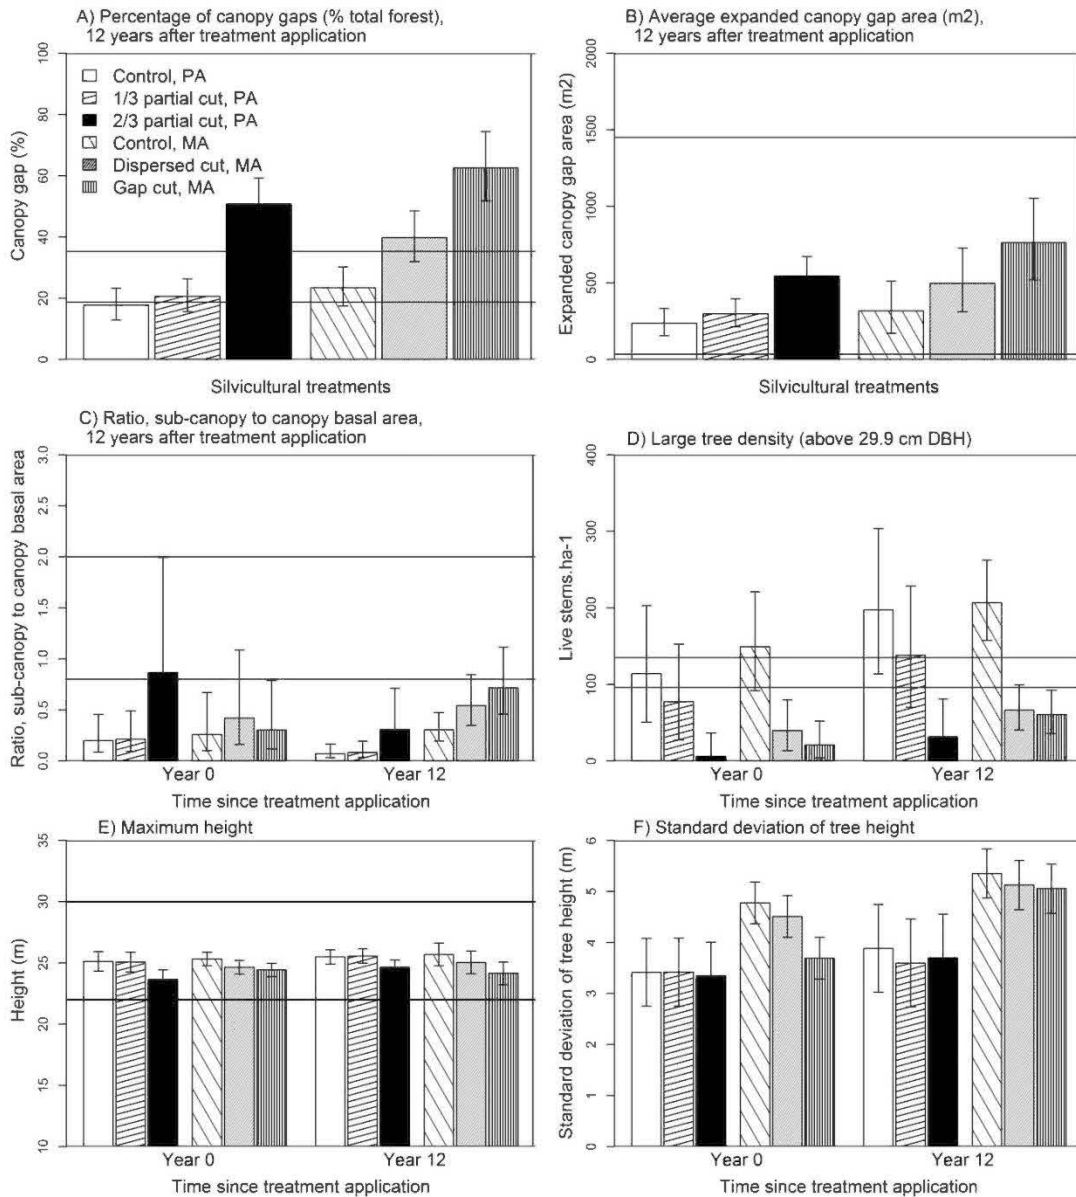 A) Percentage of canopy gaps (% total forest),
12 years after treatment application
Canopy gap (%)
0
20
40
60
80
100
Control, PA
1/3 partial cut, PA
2/3 partial cut, PA
Control, MA
Dispersed cut, MA
Gap cut, MA
Silvicultural treatments
B) Average expanded canopy gap area (m2),
12 years after treatment application
Expanded canopy gap area (m2)
0
500
1000
1500
2000
Silvicultural treatments
C) Ratio, sub-canopy to canopy basal area,
12 years after treatment application
Ratio, sub-canopy to canopy basal area
0.0
0.5
1.0
1.5
2.0
2.5
3.0
Year 0
Year 12
Time since treatment application
D) Large tree density (above 29.9 cm DBH)
Live stems.ha-1
0
100
200
300
400
Year 0
Year 12
Time since treatment application
E) Maximum height
Height (m)
10
15
20
25
30
35
Year 0
Year 12
Time since treatment application
F) Standard deviation of tree height
Standard deviation of tree height (m)
0
1
2
3
4
5
6
Year 0
Year 12
Time since treatment application